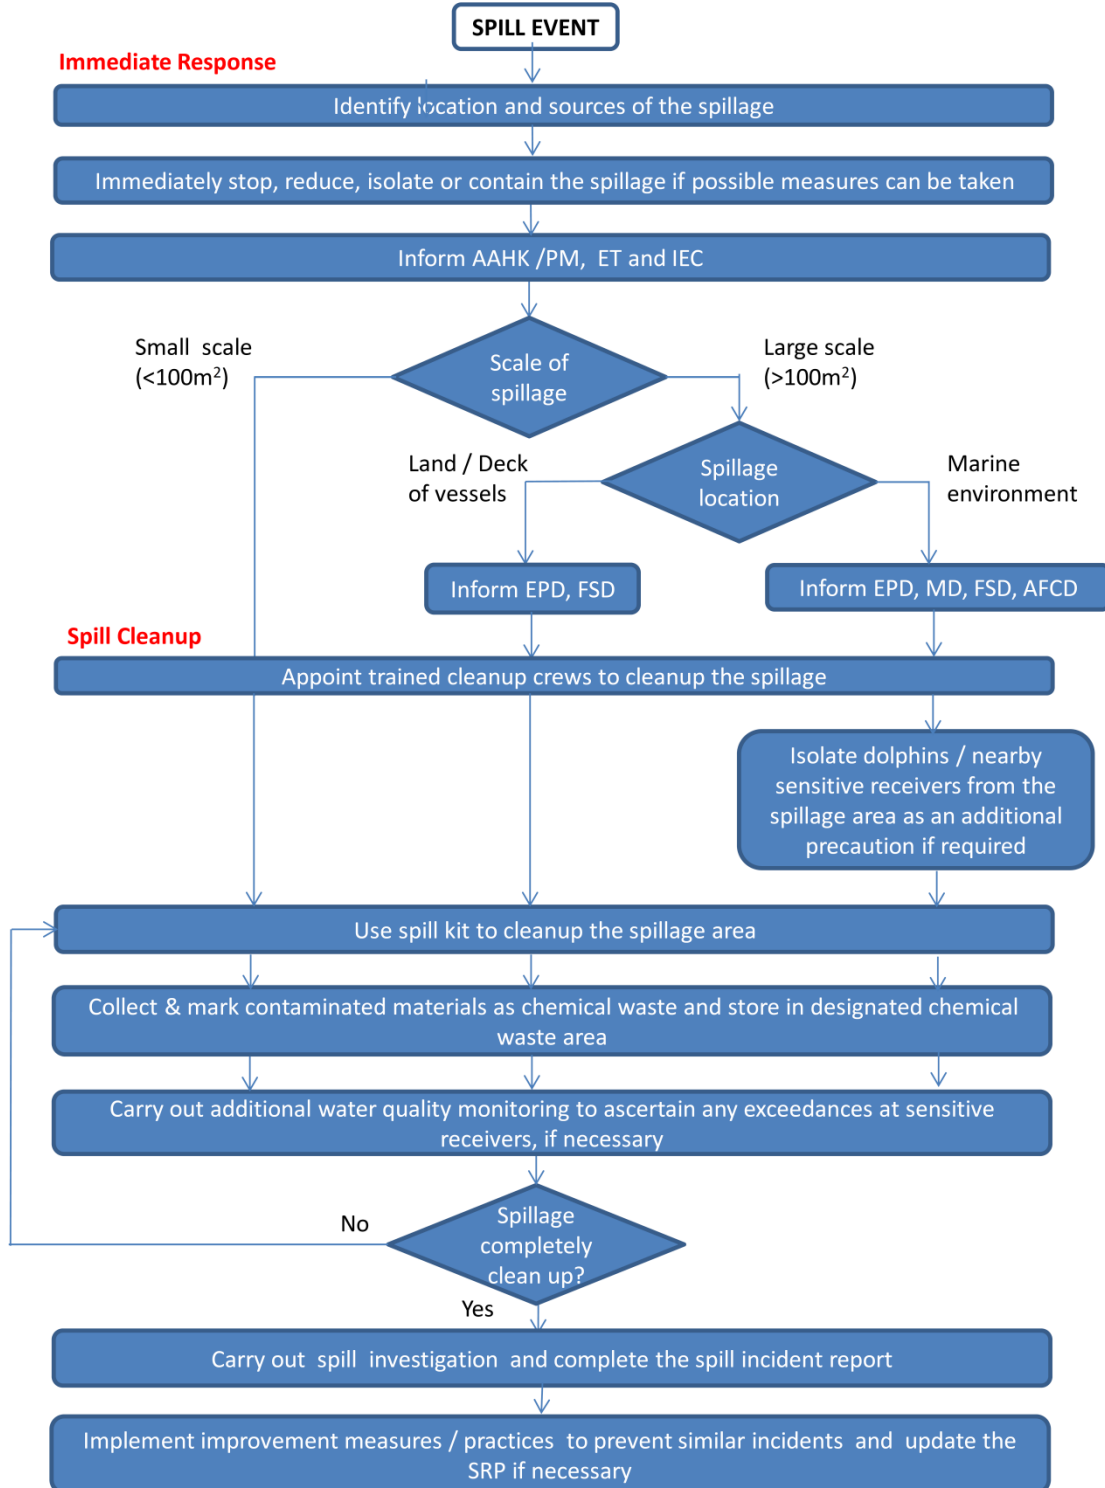 SPILL EVENT
Immediate Response
Identify location and sources of the spillage
Immediately stop, reduce, isolate or contain the spillage if possible measures can be taken
Inform AAHK /PM, ET and IEC
Small scale
(<100m²)
Scale of
spillage
Large scale
(>100m²)
Land / Deck
of vessels
Spillage
location
Marine
environment
Inform EPD, FSD
Inform EPD, MD, FSD, AFCD
Spill Cleanup
Appoint trained cleanup crews to cleanup the spillage
Isolate dolphins / nearby
sensitive receivers from the
spillage area as an additional
precaution if required
Use spill kit to cleanup the spillage area
Collect & mark contaminated materials as chemical waste and store in designated chemical
waste area
Carry out additional water quality monitoring to ascertain any exceedances at sensitive
receivers, if necessary
No
Spillage
completely
clean up?
Yes
Carry out spill investigation and complete the spill incident report
Implement improvement measures / practices to prevent similar incidents and update the
SRP if necessary